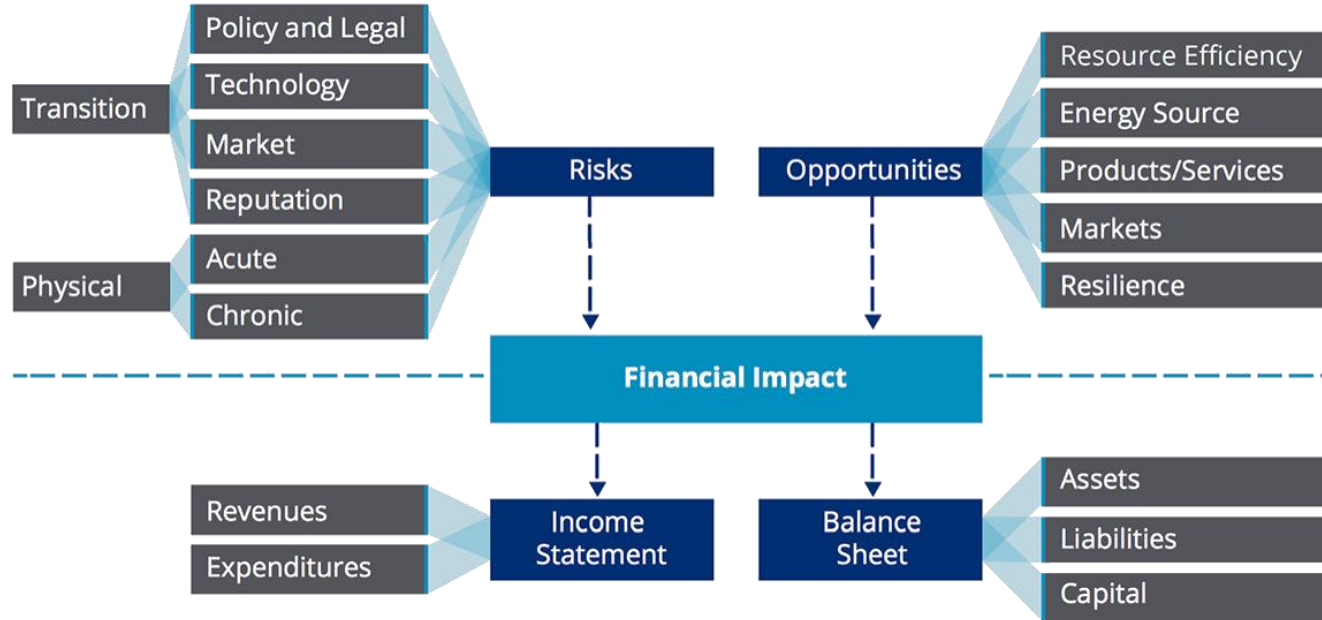 Transition
Policy and Legal
Technology
Market
Reputation
Physical
Acute
Chronic
Risks
Opportunities
Resource Efficiency
Energy Source
Products/Services
Markets
Resilience
Financial Impact
Revenues
Expenditures
Income
Statement
Balance
Sheet
Assets
Liabilities
Capital